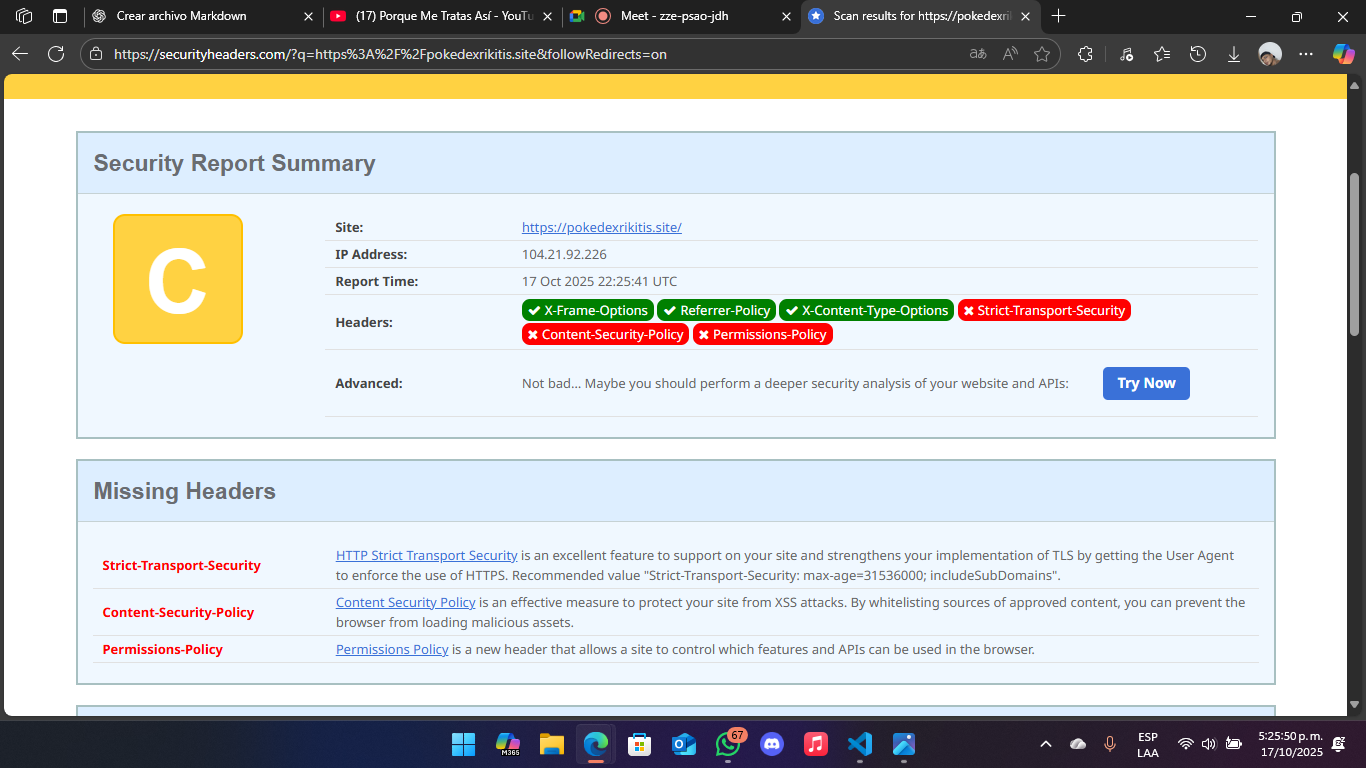 Crear archivo Markdown
(17) Porque Me Tratas Así - YouTu
Meet - zze-psao-jdh
Scan results for https://pokedexrik
https://securityheaders.com/?q=https%3A%2F%2Fpokedexrikitis.site&followRedirects=on
Security Report Summary
C
Site: https://pokedexrikitis.site/
IP Address: 104.21.92.226
Report Time: 17 Oct 2025 22:25:41 UTC
Headers: X-Frame-Options Referrer-Policy X-Content-Type-Options Strict-Transport-Security
Content-Security-Policy Permissions-Policy
Advanced: Not bad… Maybe you should perform a deeper security analysis of your website and APIs: Try Now
Missing Headers
Strict-Transport-Security
HTTP Strict Transport Security is an excellent feature to support on your site and strengthens your implementation of TLS by getting the User Agent
to enforce the use of HTTPS. Recommended value "Strict-Transport-Security: max-age=31536000; includeSubDomains".
Content-Security-Policy
Content Security Policy is an effective measure to protect your site from XSS attacks. By whitelisting sources of approved content, you can prevent the
browser from loading malicious assets.
Permissions-Policy
Permissions Policy is a new header that allows a site to control which features and APIs can be used in the browser.
M365
67
ESP
LAA
5:25:50 p. m.
17/10/2025